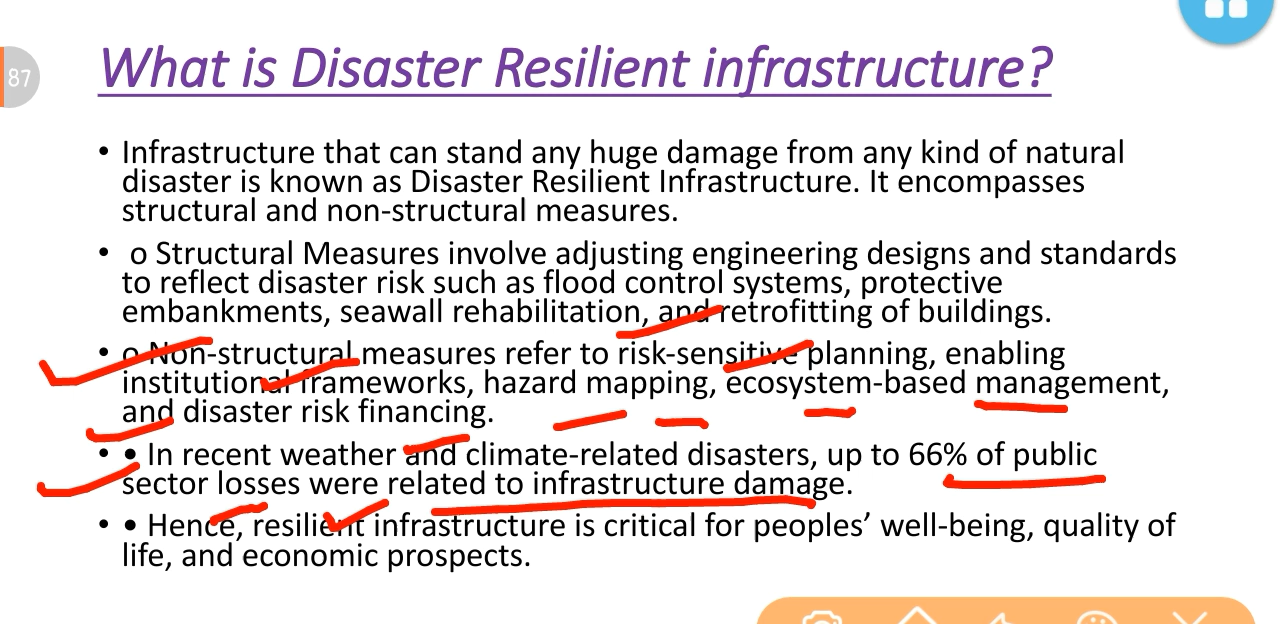 87
What is Disaster Resilient infrastructure?
• Infrastructure that can stand any huge damage from any kind of natural
disaster is known as Disaster Resilient Infrastructure. It encompasses
structural and non-structural measures.
• o Structural Measures involve adjusting engineering designs and standards
to reflect disaster risk such as flood control systems, protective
embankments, seawall rehabilitation, and retrofitting of buildings.
• o Non-structural measures refer to risk-sensitive planning, enabling
institutional frameworks, hazard mapping, ecosystem-based management,
and disaster risk financing.
• • In recent weather and climate-related disasters, up to 66% of public
sector losses were related to infrastructure damage.
• • Hence, resilient infrastructure is critical for peoples’ well-being, quality of
life, and economic prospects.